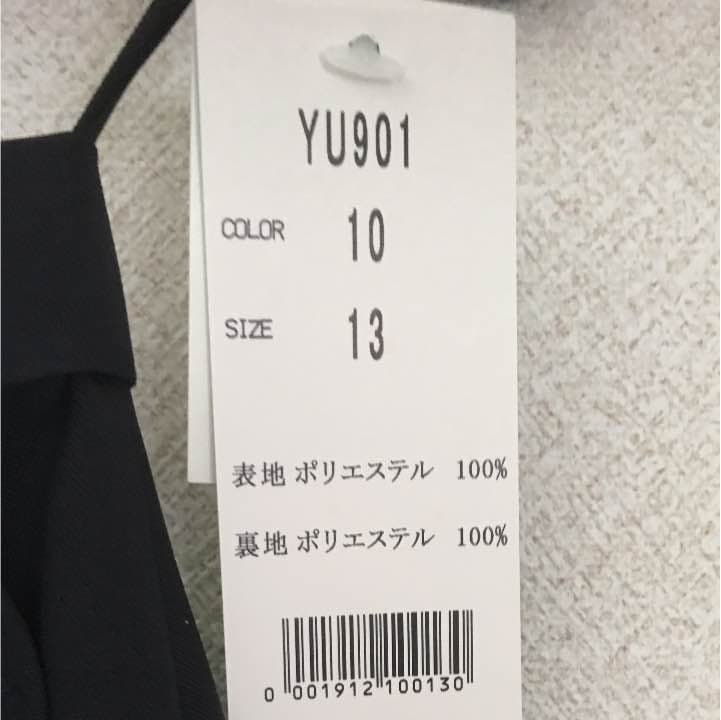 YU901
COLOR 10
SIZE 13
表地 ポリエステル 100%
裏地 ポリエステル 100%
0 001912 100130